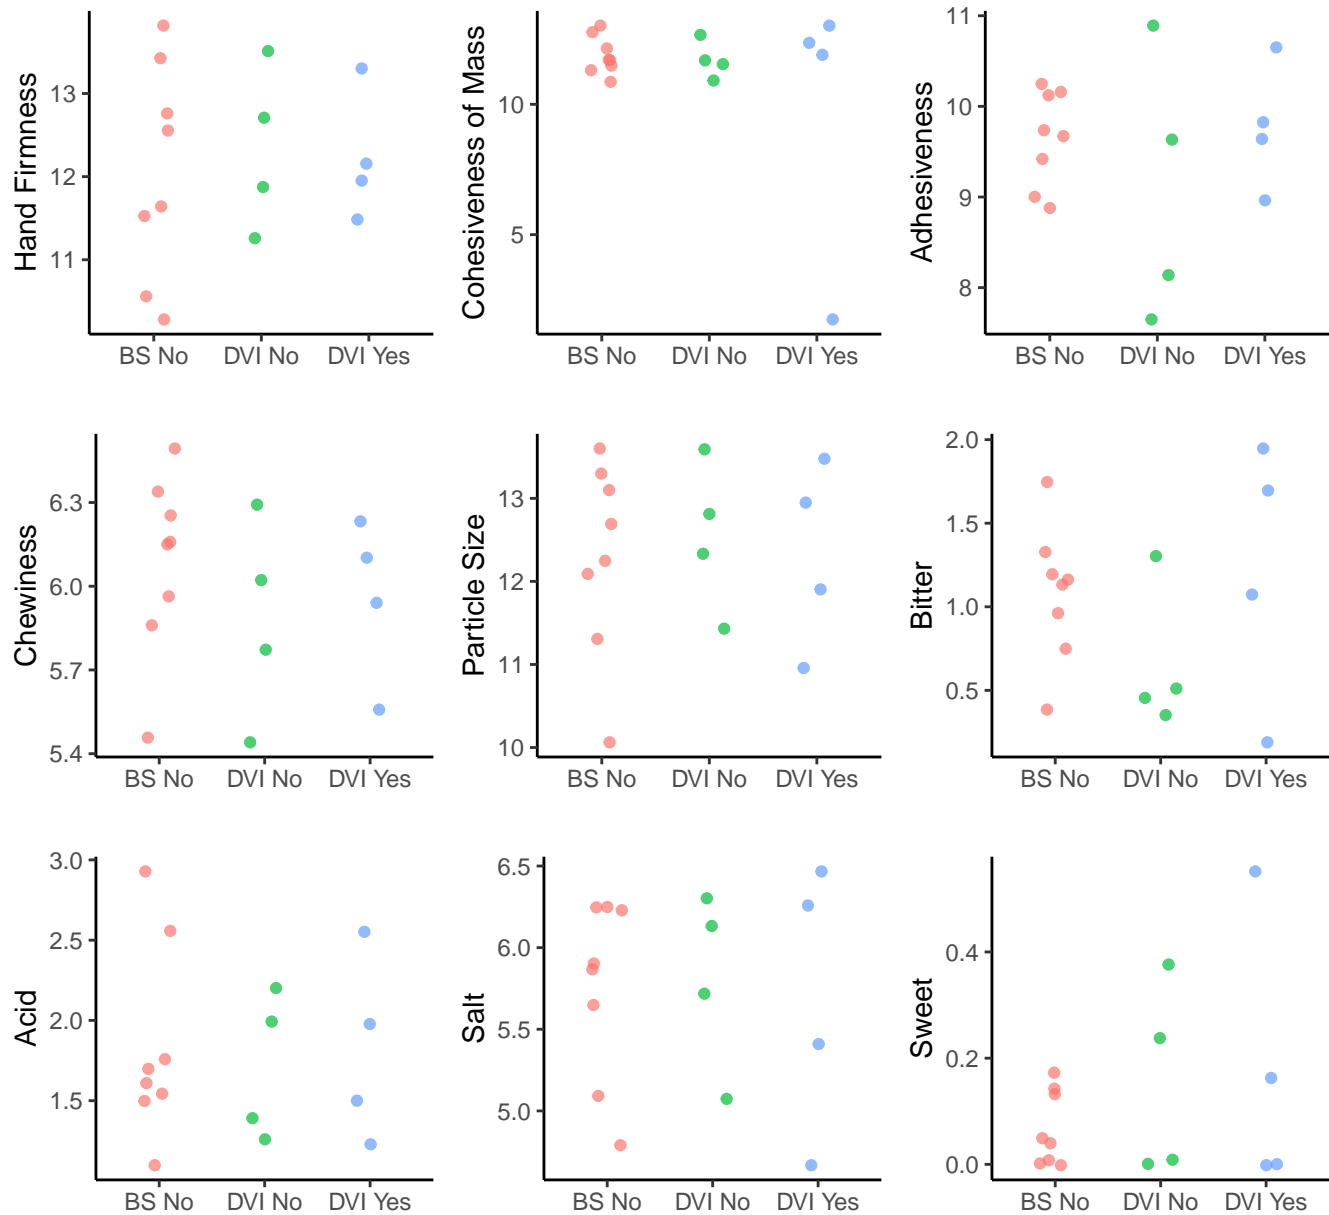 Hand Firmness
13
12
11
BS No DVI No DVI Yes
Cohesiveness of Mass
10
5
BS No DVI No DVI Yes
Adhesiveness
11
10
9
8
BS No DVI No DVI Yes
Chewiness
6.3
6.0
5.7
5.4
BS No DVI No DVI Yes
Particle Size
13
12
11
10
BS No DVI No DVI Yes
Bitter
2.0
1.5
1.0
0.5
BS No DVI No DVI Yes
Acid
3.0
2.5
2.0
1.5
BS No DVI No DVI Yes
Salt
6.5
6.0
5.5
5.0
BS No DVI No DVI Yes
Sweet
0.4
0.2
0.0
BS No DVI No DVI Yes